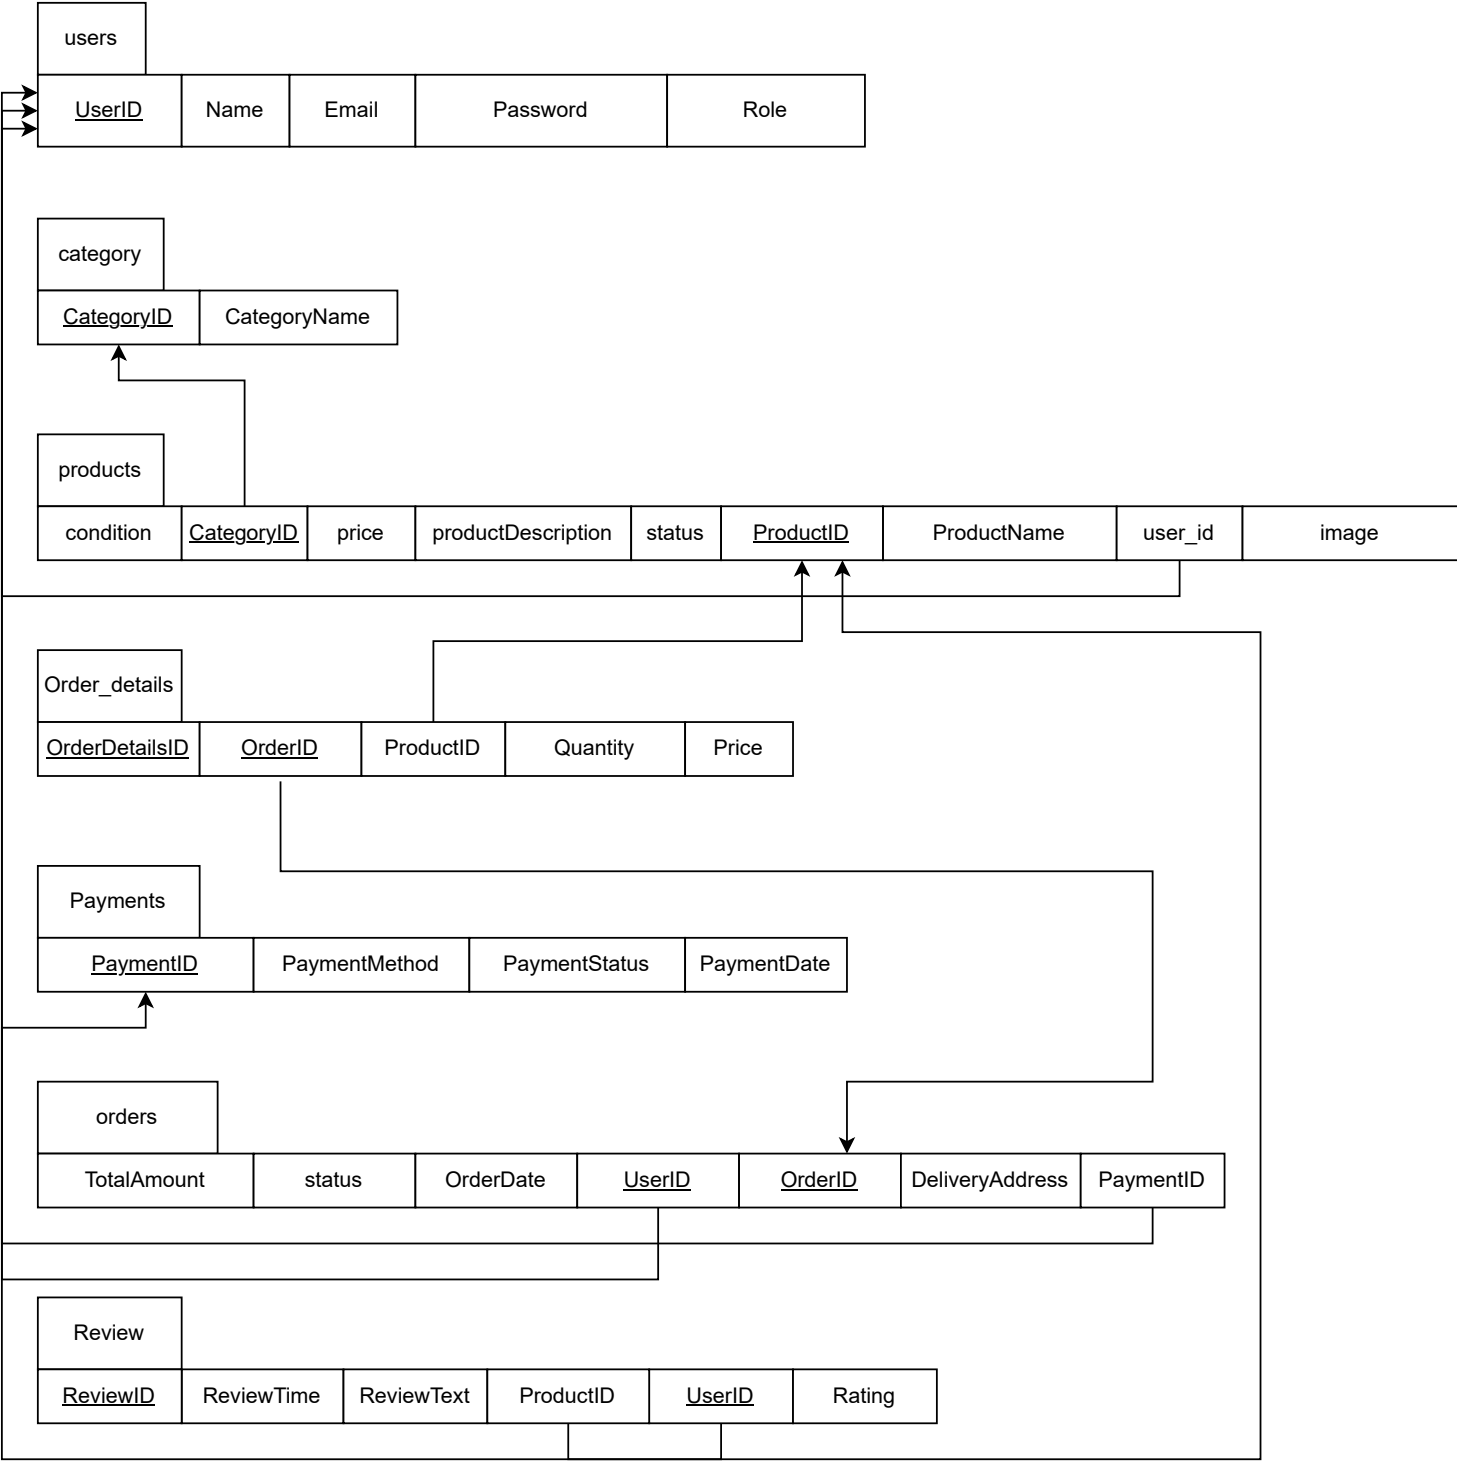 users
UserID Name Email Password Role
category
CategoryID CategoryName
products
condition CategoryID price productDescription status ProductID ProductName user_id image
Order_details
OrderDetailsID OrderID ProductID Quantity Price
Payments
PaymentID PaymentMethod PaymentStatus PaymentDate
orders
TotalAmount status OrderDate UserID OrderID DeliveryAddress PaymentID
Review
ReviewID ReviewTime ReviewText ProductID UserID Rating